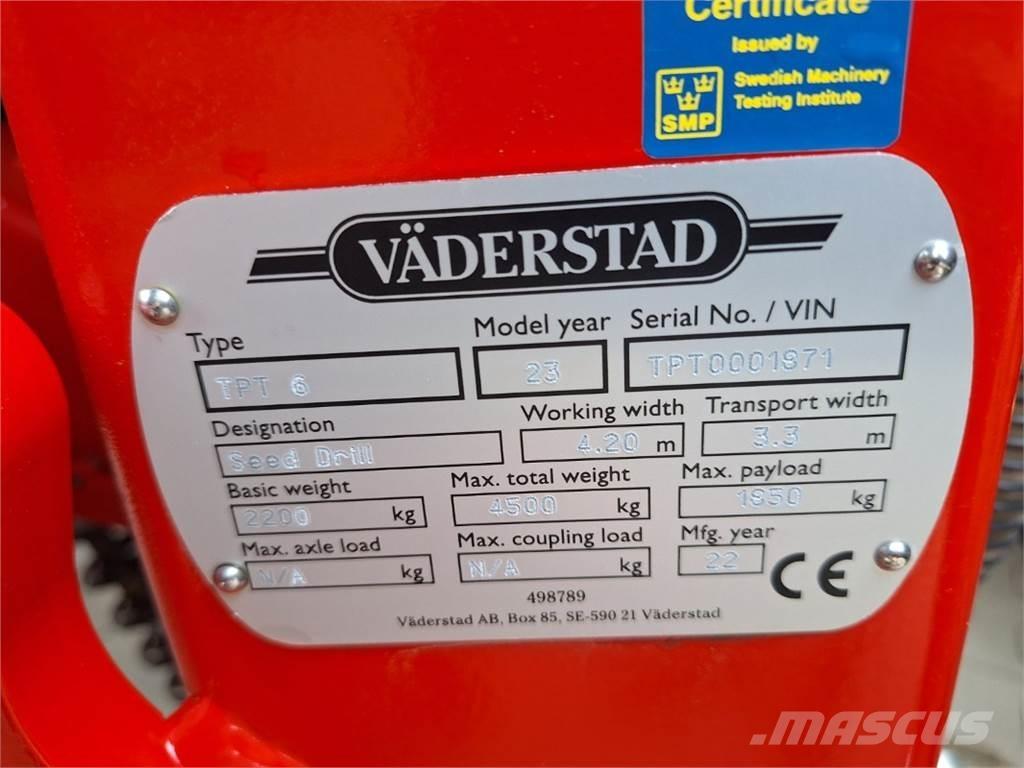 Certificate
Issued by
Swedish Machinery
Testing Institute
SMP
VÄDERSTAD
Type
Model year
Serial No. / VIN
TPT 6
23
TPT0001871
Designation
Working width
Transport width
Seed Drill
4.20 m
3.3 m
Basic weight
Max. total weight
Max. payload
2200 kg
4500 kg
1850 kg
Max. axle load
Max. coupling load
Mfg. year
N/A kg
N/A kg
22
CE
498789
Väderstad AB, Box 85, SE-590 21 Väderstad
MASCUS